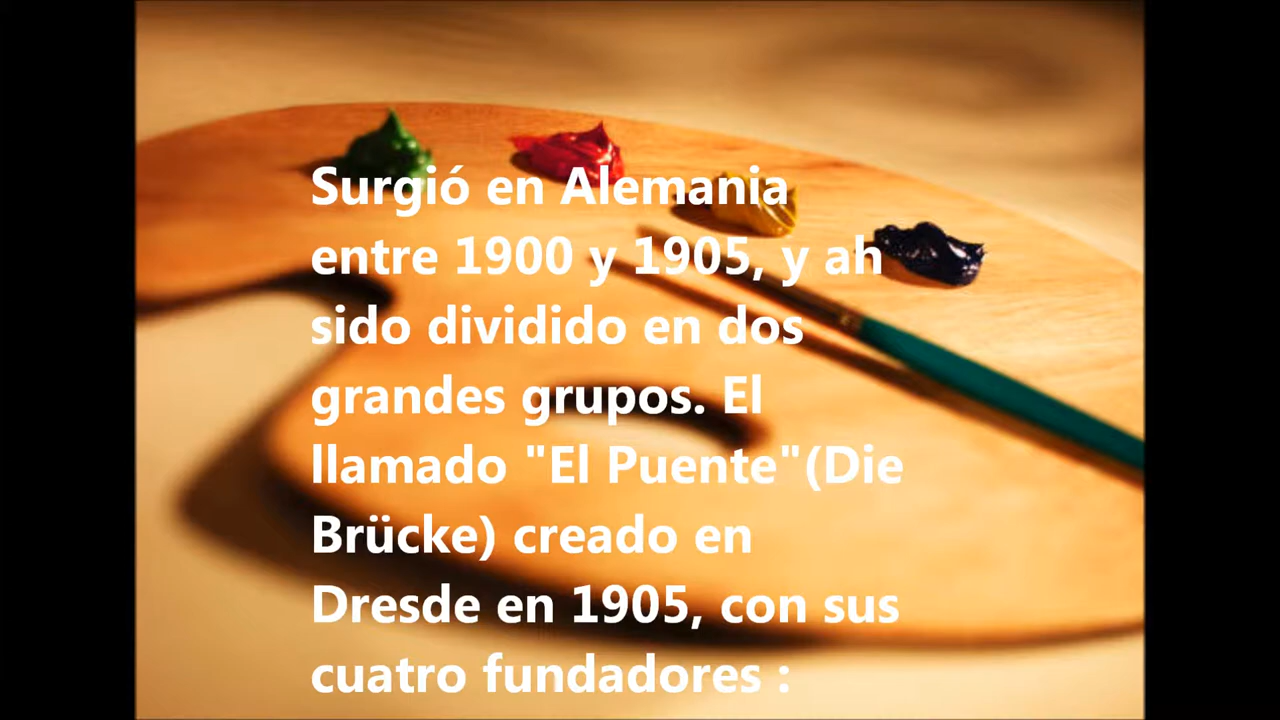 Surgió en Alemania
entre 1900 y 1905, y ah
sido dividido en dos
grandes grupos. El
llamado "El Puente"(Die
Brücke) creado en
Dresde en 1905, con sus
cuatro fundadores :